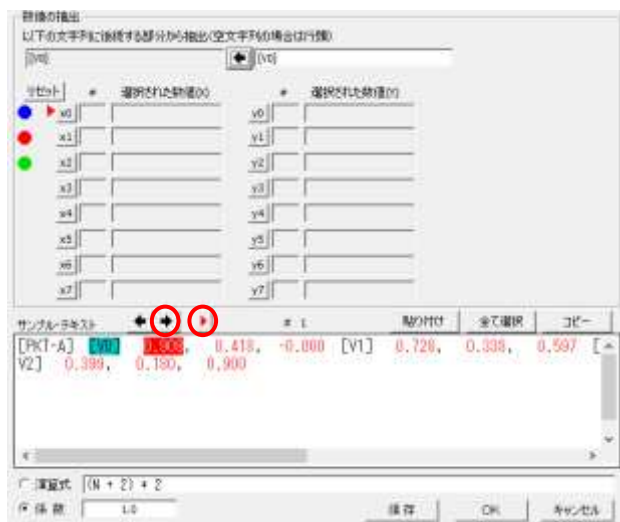 数値の抽出
以下の文字列に後続する部分から抽出(空文字列の場合は行頭)
[V0] [V0]
リセット # 選択された数値(X) # 選択された数値(Y)
x0 y0
x1 y1
x2 y2
x3 y3
x4 y4
x5 y5
x6 y6
x7 y7
サンプル・テキスト # 1 貼り付け 全て選択 コピー
[PKT-A] [V0] 0.908, 0.418, -0.000 [V1] 0.728, 0.338, 0.597 [
V2] 0.399, 0.180, 0.900
演算式 (N + 2) + 2
係 数 1.0 保存 OK キャンセル